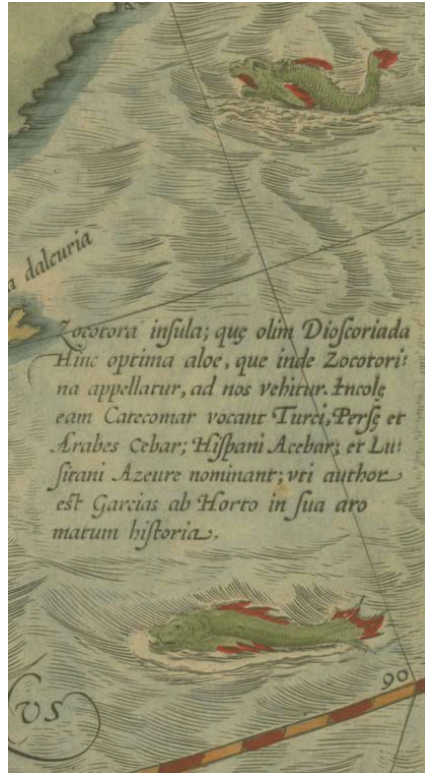 a dalcuria
Zocotora inſula; quę olim Dioſcoriada
Hinc optima aloe, que inde Zocotori⸗
na appellatur, ad nos vehitur. Incolę
eam Catecomar vocant Turci, Perſę et
Arabes Cebar; Hiſpani Acebar; et Lu⸗
ſitani Azeure nominant; vti author
eſt Garcias ab Horto in ſua aro
matum hiſtoria.
90
VS